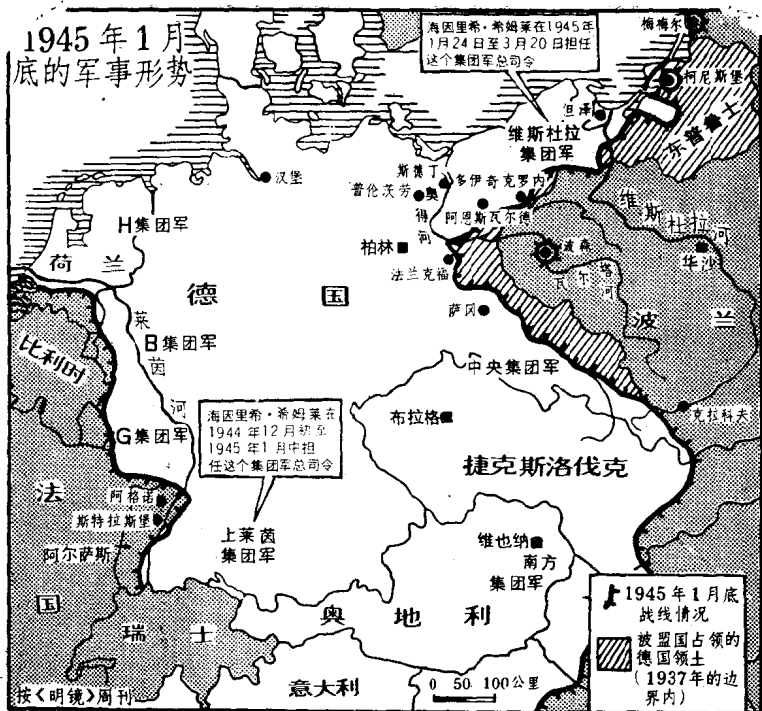 1945年1月
底的军事形势
海因里希·希姆莱在1945年
1月24日至3月20日担任
这个集团军总司令
梅梅尔
柯尼斯堡
东普鲁士
但泽
维斯杜拉
集团军
汉堡
斯德丁
普伦茨劳
奥
得
河
多伊奇克罗内
阿恩斯瓦尔德
维斯杜拉河
H集团军
荷兰
柏林
法兰克福
波森
瓦尔塔河
华沙
德国
萨冈
波兰
莱
茵
河
B集团军
比利时
中央集团军
海因里希·希姆莱在
1944年12月初至
1945年1月中担
任这个集团军总司令
布拉格
克拉科夫
G集团军
捷克斯洛伐克
法
国
阿格诺
斯特拉斯堡
阿尔萨斯
上莱茵
集团军
维也纳
南方
集团军
奥地利
瑞士
意大利
1945年1月底
战线情况
被盟国占领的
德国领土
(1937年的边
界内)
0 50 100公里
按《明镜》周刊